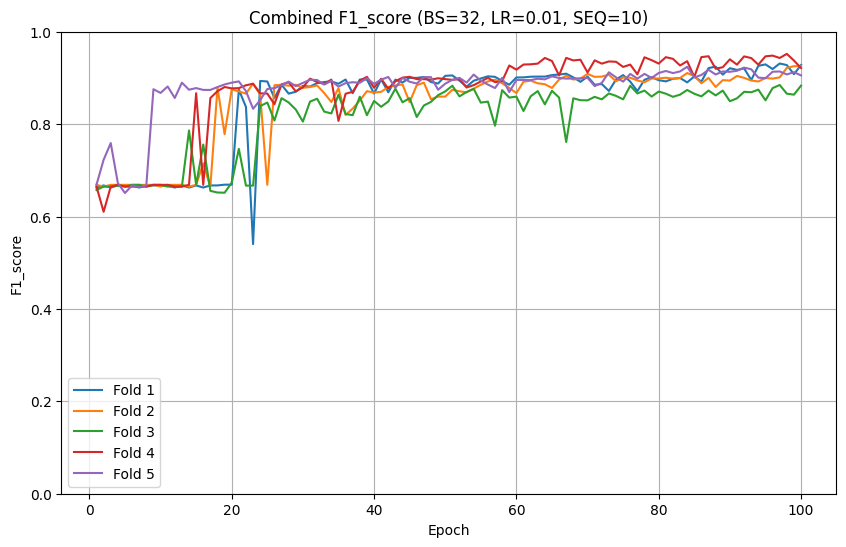 Combined F1_score (BS=32, LR=0.01, SEQ=10)
1.0
0.8
0.6
0.4
0.2
0.0
F1_score
Fold 1
Fold 2
Fold 3
Fold 4
Fold 5
0 20 40 60 80 100
Epoch